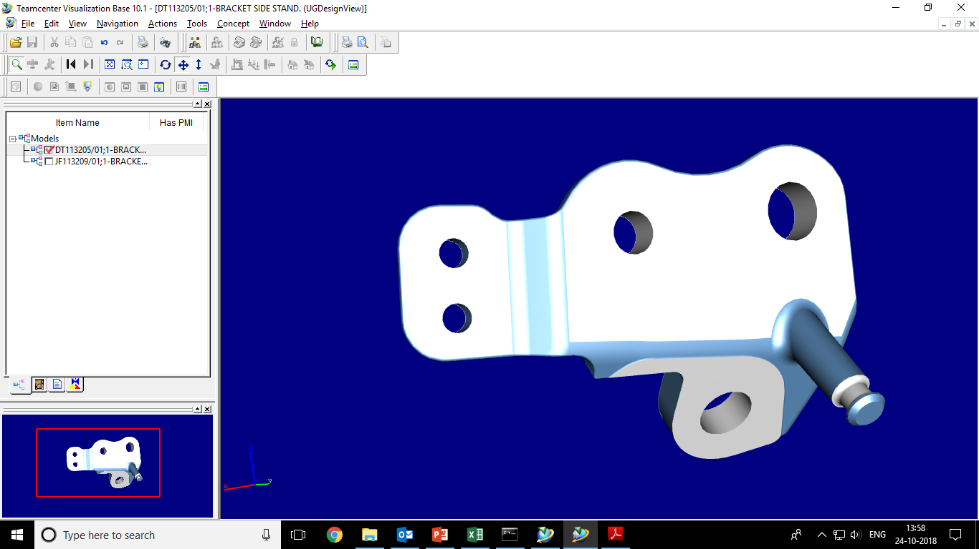 Teamcenter Visualization Base 10.1 - [DT113205/01;1-BRACKET SIDE STAND. (UGDesignView)]
File Edit View Navigation Actions Tools Concept Window Help
Item Name Has PMI
Models
DT113205/01;1-BRACK...
JF113209/01;1-BRACKE...
Type here to search
ENG
13:58
24-10-2018